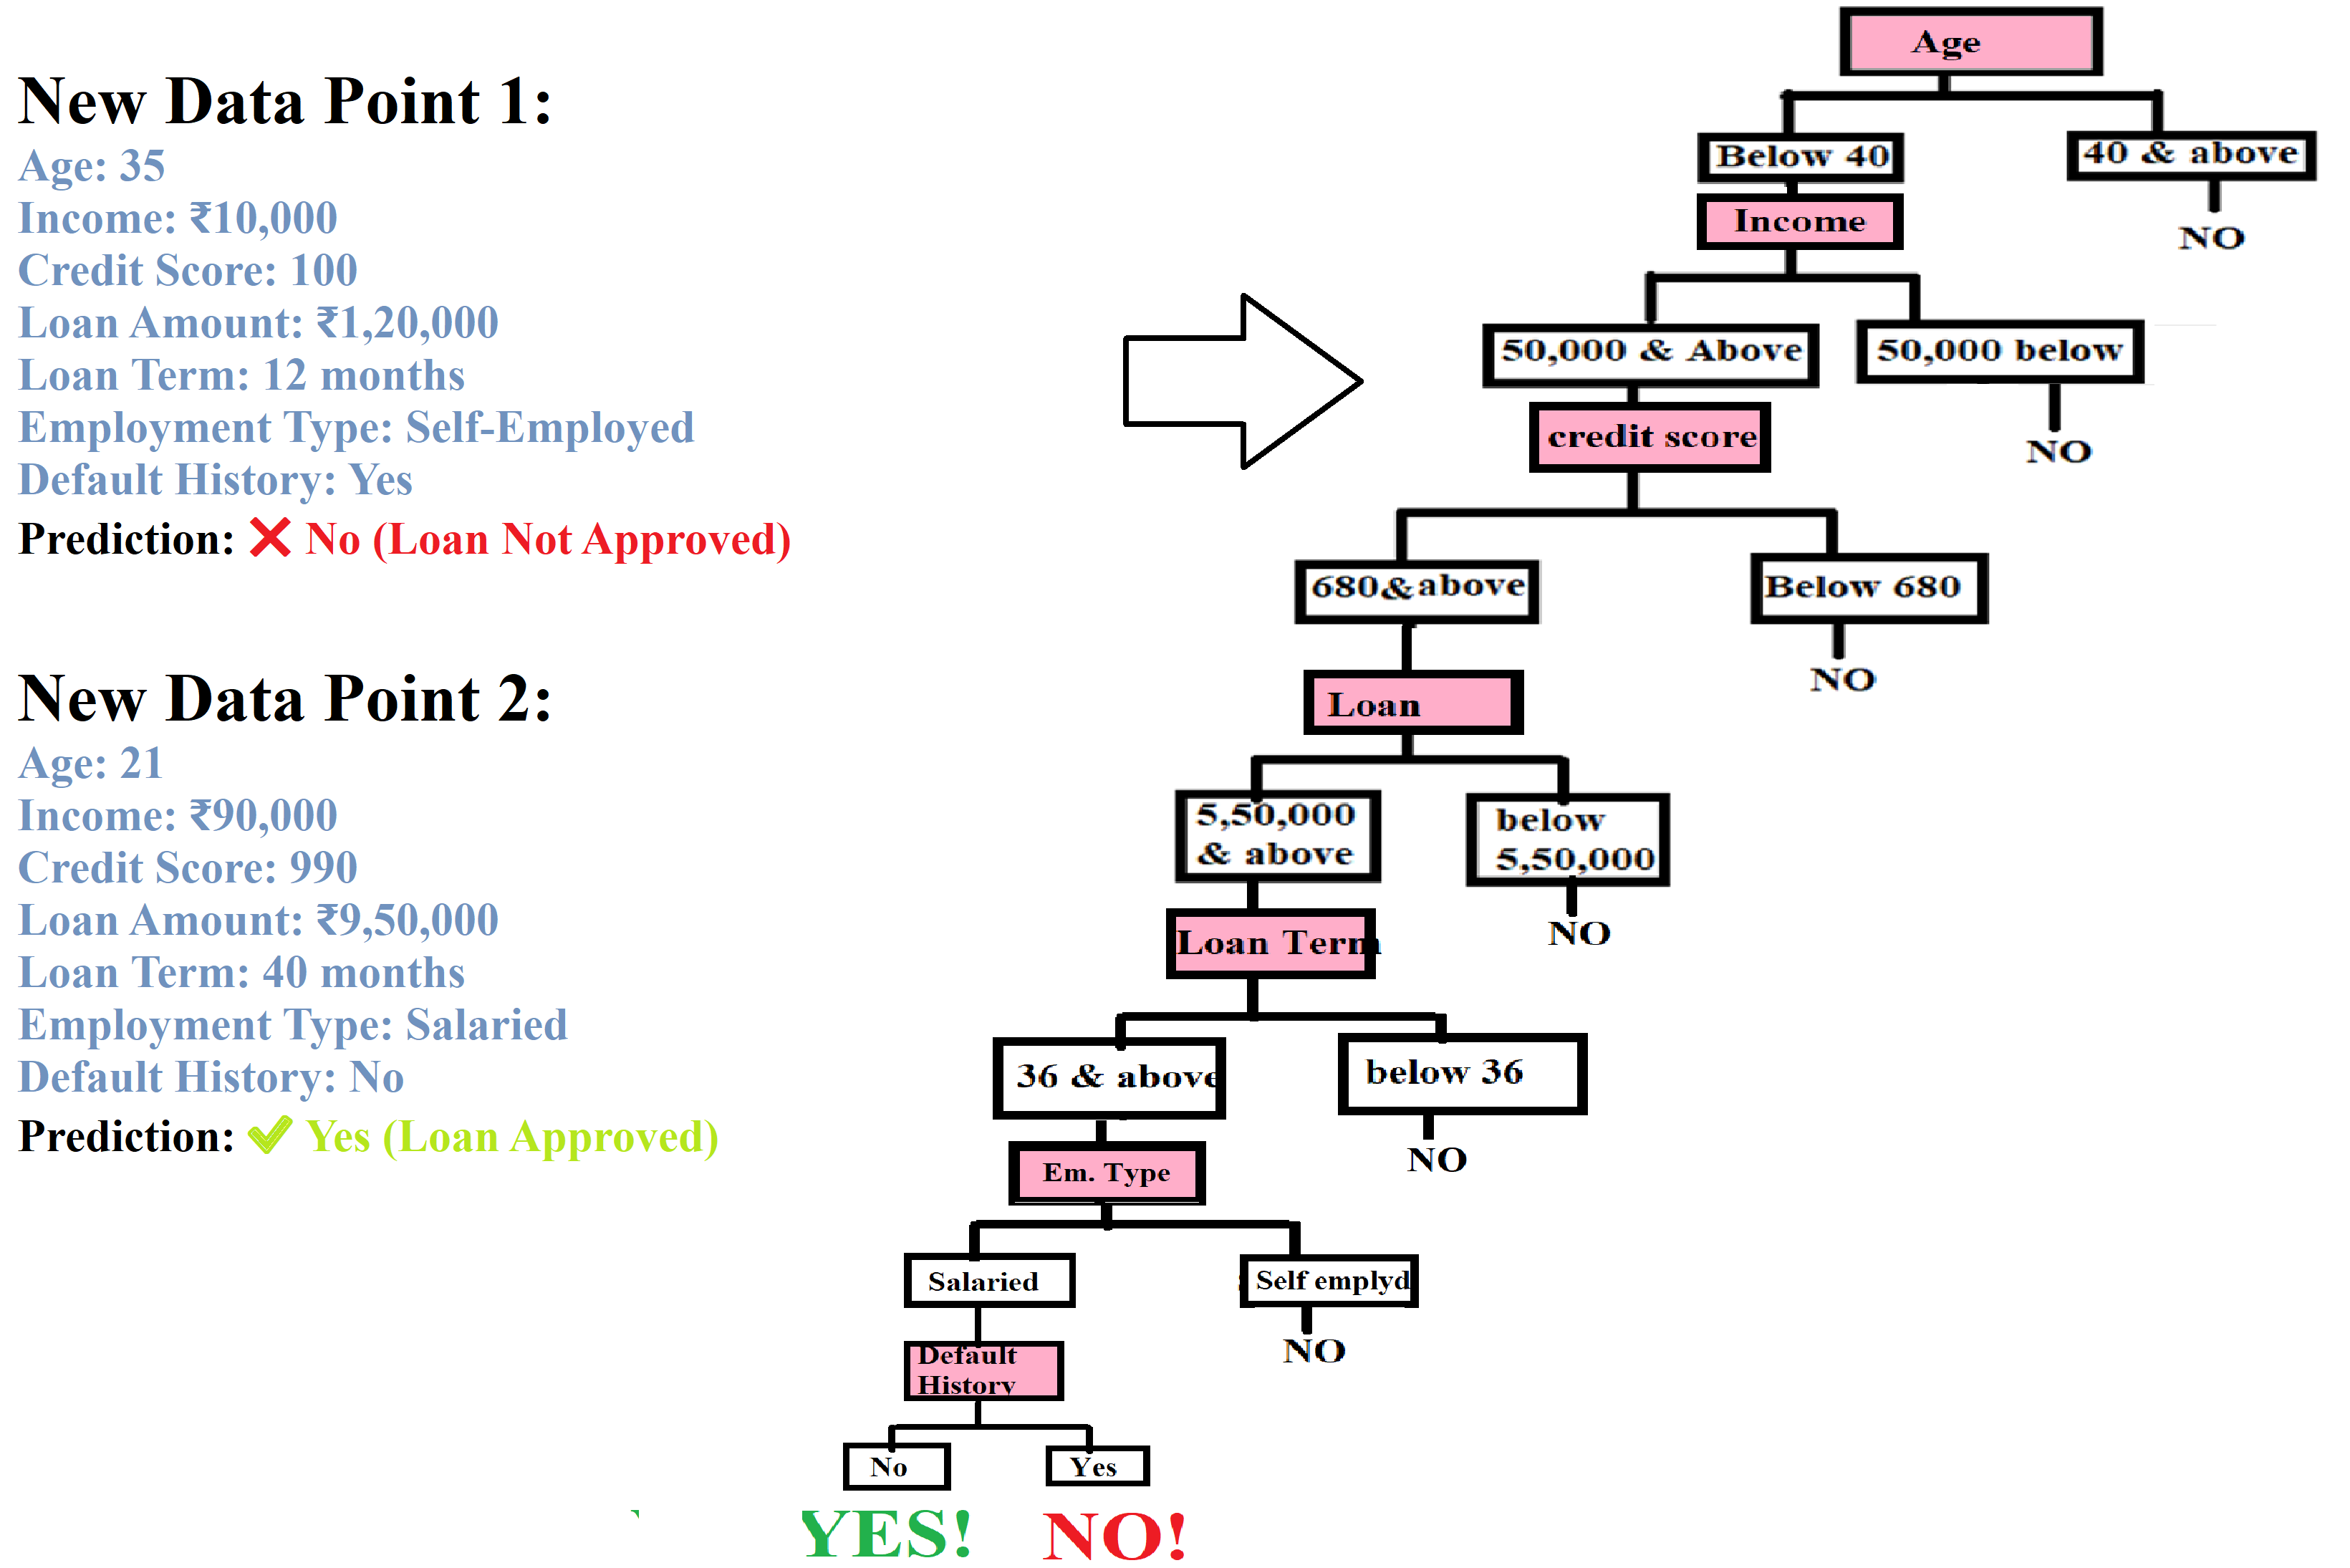 New Data Point 1:
Age: 35
Income: ₹10,000
Credit Score: 100
Loan Amount: ₹1,20,000
Loan Term: 12 months
Employment Type: Self-Employed
Default History: Yes
Prediction: ❌ No (Loan Not Approved)
New Data Point 2:
Age: 21
Income: ₹90,000
Credit Score: 990
Loan Amount: ₹9,50,000
Loan Term: 40 months
Employment Type: Salaried
Default History: No
Prediction: ✔ Yes (Loan Approved)
Age
Below 40
40 & above
NO
Income
50,000 & Above
50,000 below
NO
credit score
680 & above
Below 680
NO
Loan
5,50,000
& above
below
5,50,000
NO
Loan Term
36 & above
below 36
NO
Em. Type
Salaried
Self emplyd
NO
Default
History
No
Yes
YES!
NO!